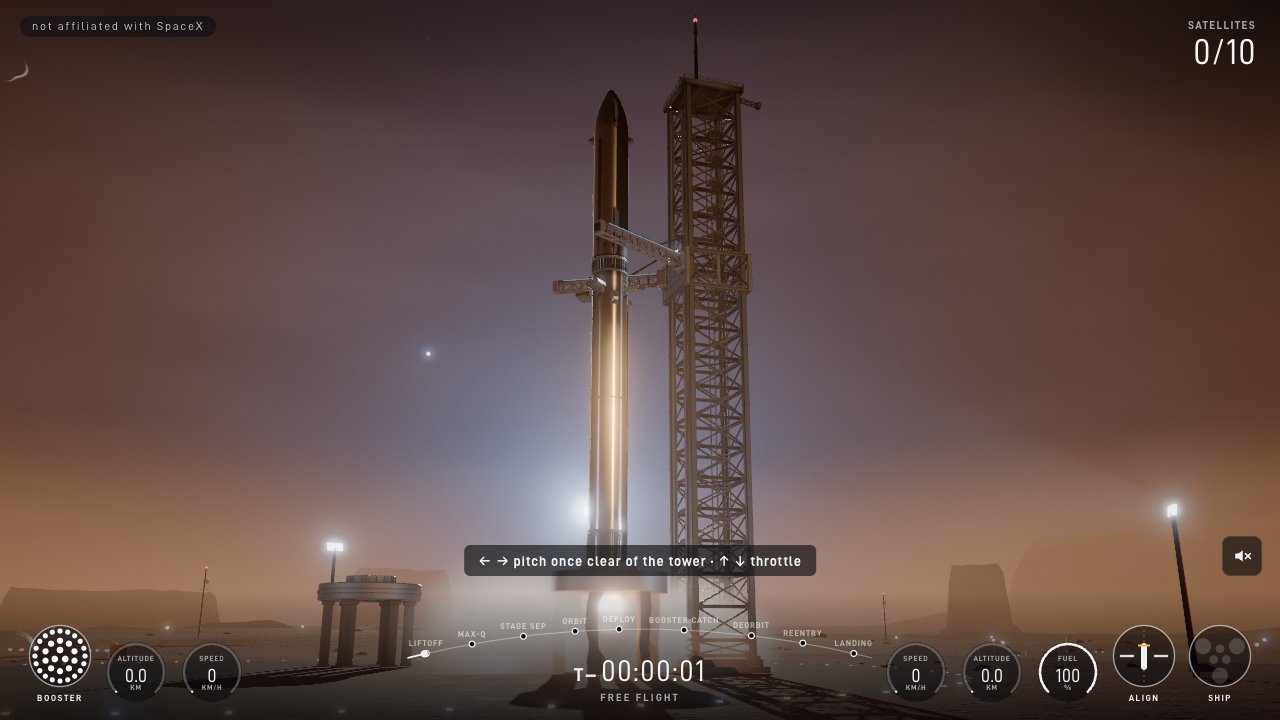 not affiliated with SpaceX
SATELLITES
0/10
← → pitch once clear of the tower · ↑ ↓ throttle
LIFTOFF
MAX-Q
STAGE SEP
ORBIT
DEPLOY
BOOSTER CATCH
DEORBIT
REENTRY
LANDING
BOOSTER
ALTITUDE
0.0
KM
SPEED
0
KM/H
T–00:00:01
FREE FLIGHT
SPEED
0
KM/H
ALTITUDE
0.0
KM
FUEL
100
%
ALIGN
SHIP